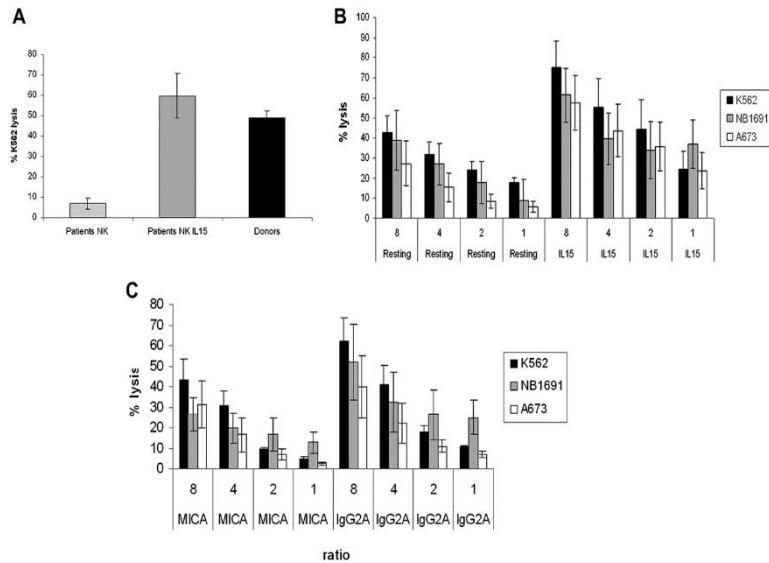 A
80
70
60
50
40
30
20
10
0
% K562 lysis
Patients NK
Patients NK IL15
Donors
B
100
90
80
70
60
50
40
30
20
10
0
% lysis
8 4 2 1 8 4 2 1
Resting Resting Resting Resting IL15 IL15 IL15 IL15
K562
NB1691
A673
C
80
70
60
50
40
30
20
10
0
% lysis
8 4 2 1 8 4 2 1
MICA MICA MICA MICA IgG2A IgG2A IgG2A IgG2A
ratio
K562
NB1691
A673